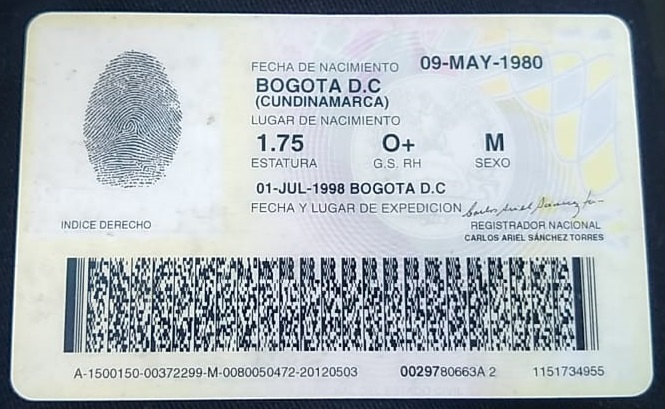 FECHA DE NACIMIENTO 09-MAY-1980
BOGOTA D.C
(CUNDINAMARCA)
LUGAR DE NACIMIENTO
1.75 O+ M
ESTATURA G.S. RH SEXO
01-JUL-1998 BOGOTA D.C
FECHA Y LUGAR DE EXPEDICION
INDICE DERECHO
REGISTRADOR NACIONAL
CARLOS ARIEL SÁNCHEZ TORRES
A-1500150-00372299-M-0080050472-20120503 0029780663A 2 1151734955